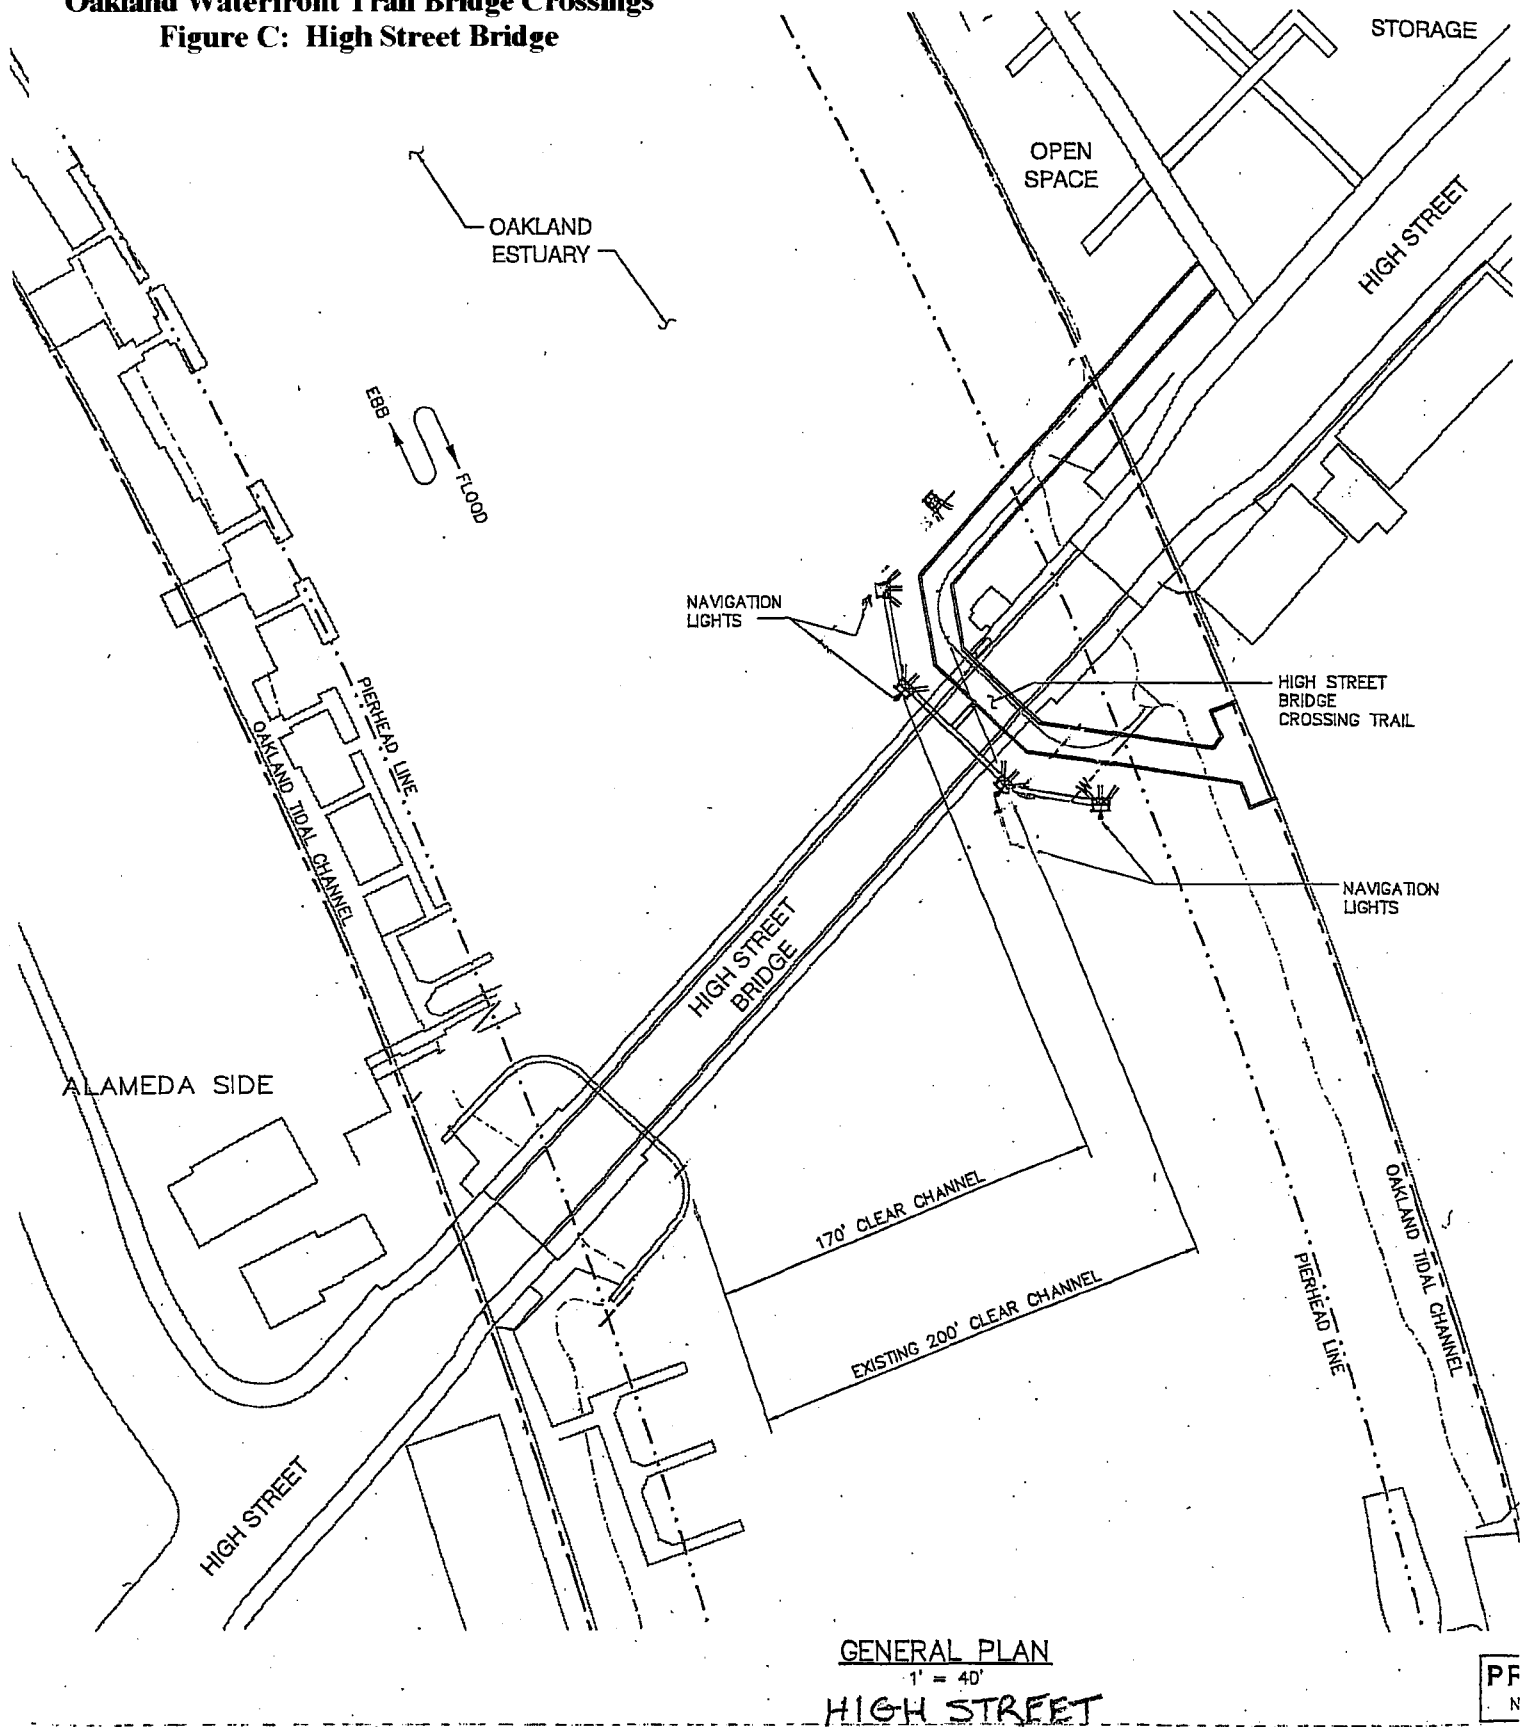 Oakland Waterfront Trail Bridge Crossings
Figure C: High Street Bridge
STORAGE
OPEN
SPACE
HIGH STREET
OAKLAND
ESTUARY
EBB
FLOOD
NAVIGATION
LIGHTS
HIGH STREET
BRIDGE
CROSSING TRAIL
PIERHEAD LINE
OAKLAND TIDAL CHANNEL
NAVIGATION
LIGHTS
HIGH STREET
BRIDGE
ALAMEDA SIDE
170' CLEAR CHANNEL
EXISTING 200' CLEAR CHANNEL
OAKLAND TIDAL CHANNEL
PIERHEAD LINE
HIGH STREET
GENERAL PLAN
1' = 40'
HIGH STREET